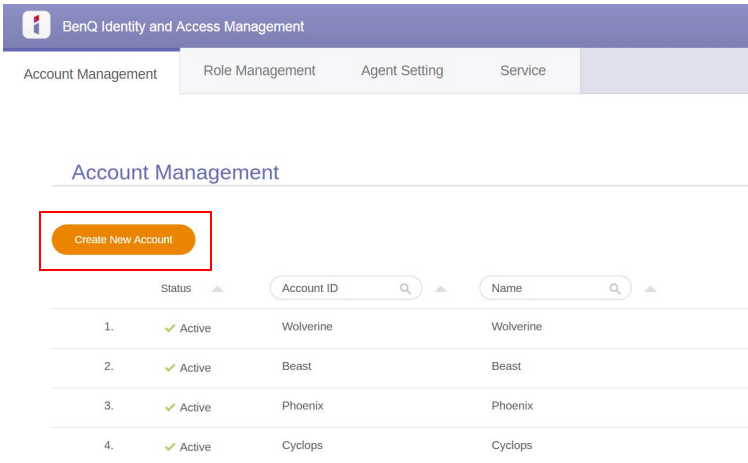 BenQ Identity and Access Management
Account Management Role Management Agent Setting Service
Account Management
Create New Account
Status Account ID Name
1. Active Wolverine Wolverine
2. Active Beast Beast
3. Active Phoenix Phoenix
4. Active Cyclops Cyclops